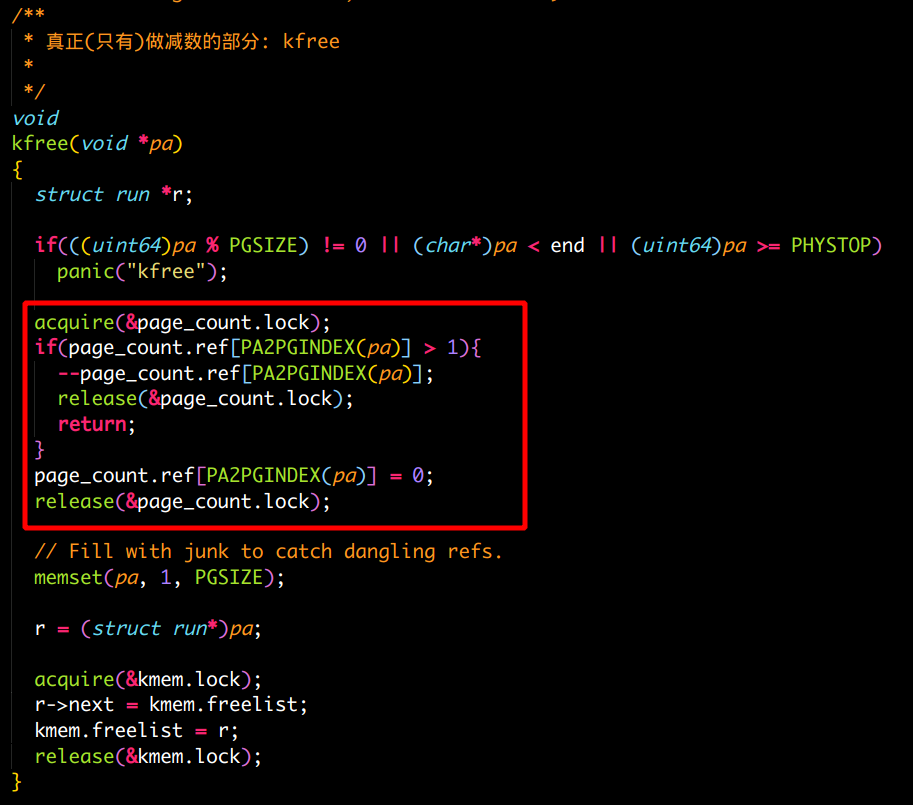 /**
 * 真正(只有)做减数的部分: kfree
 *
 */
void
kfree(void *pa)
{
  struct run *r;

  if(((uint64)pa % PGSIZE) != 0 || (char*)pa < end || (uint64)pa >= PHYSTOP)
    panic("kfree");

  acquire(&page_count.lock);
  if(page_count.ref[PA2PGINDEX(pa)] > 1){
    --page_count.ref[PA2PGINDEX(pa)];
    release(&page_count.lock);
    return;
  }
  page_count.ref[PA2PGINDEX(pa)] = 0;
  release(&page_count.lock);

  // Fill with junk to catch dangling refs.
  memset(pa, 1, PGSIZE);

  r = (struct run*)pa;

  acquire(&kmem.lock);
  r->next = kmem.freelist;
  kmem.freelist = r;
  release(&kmem.lock);
}